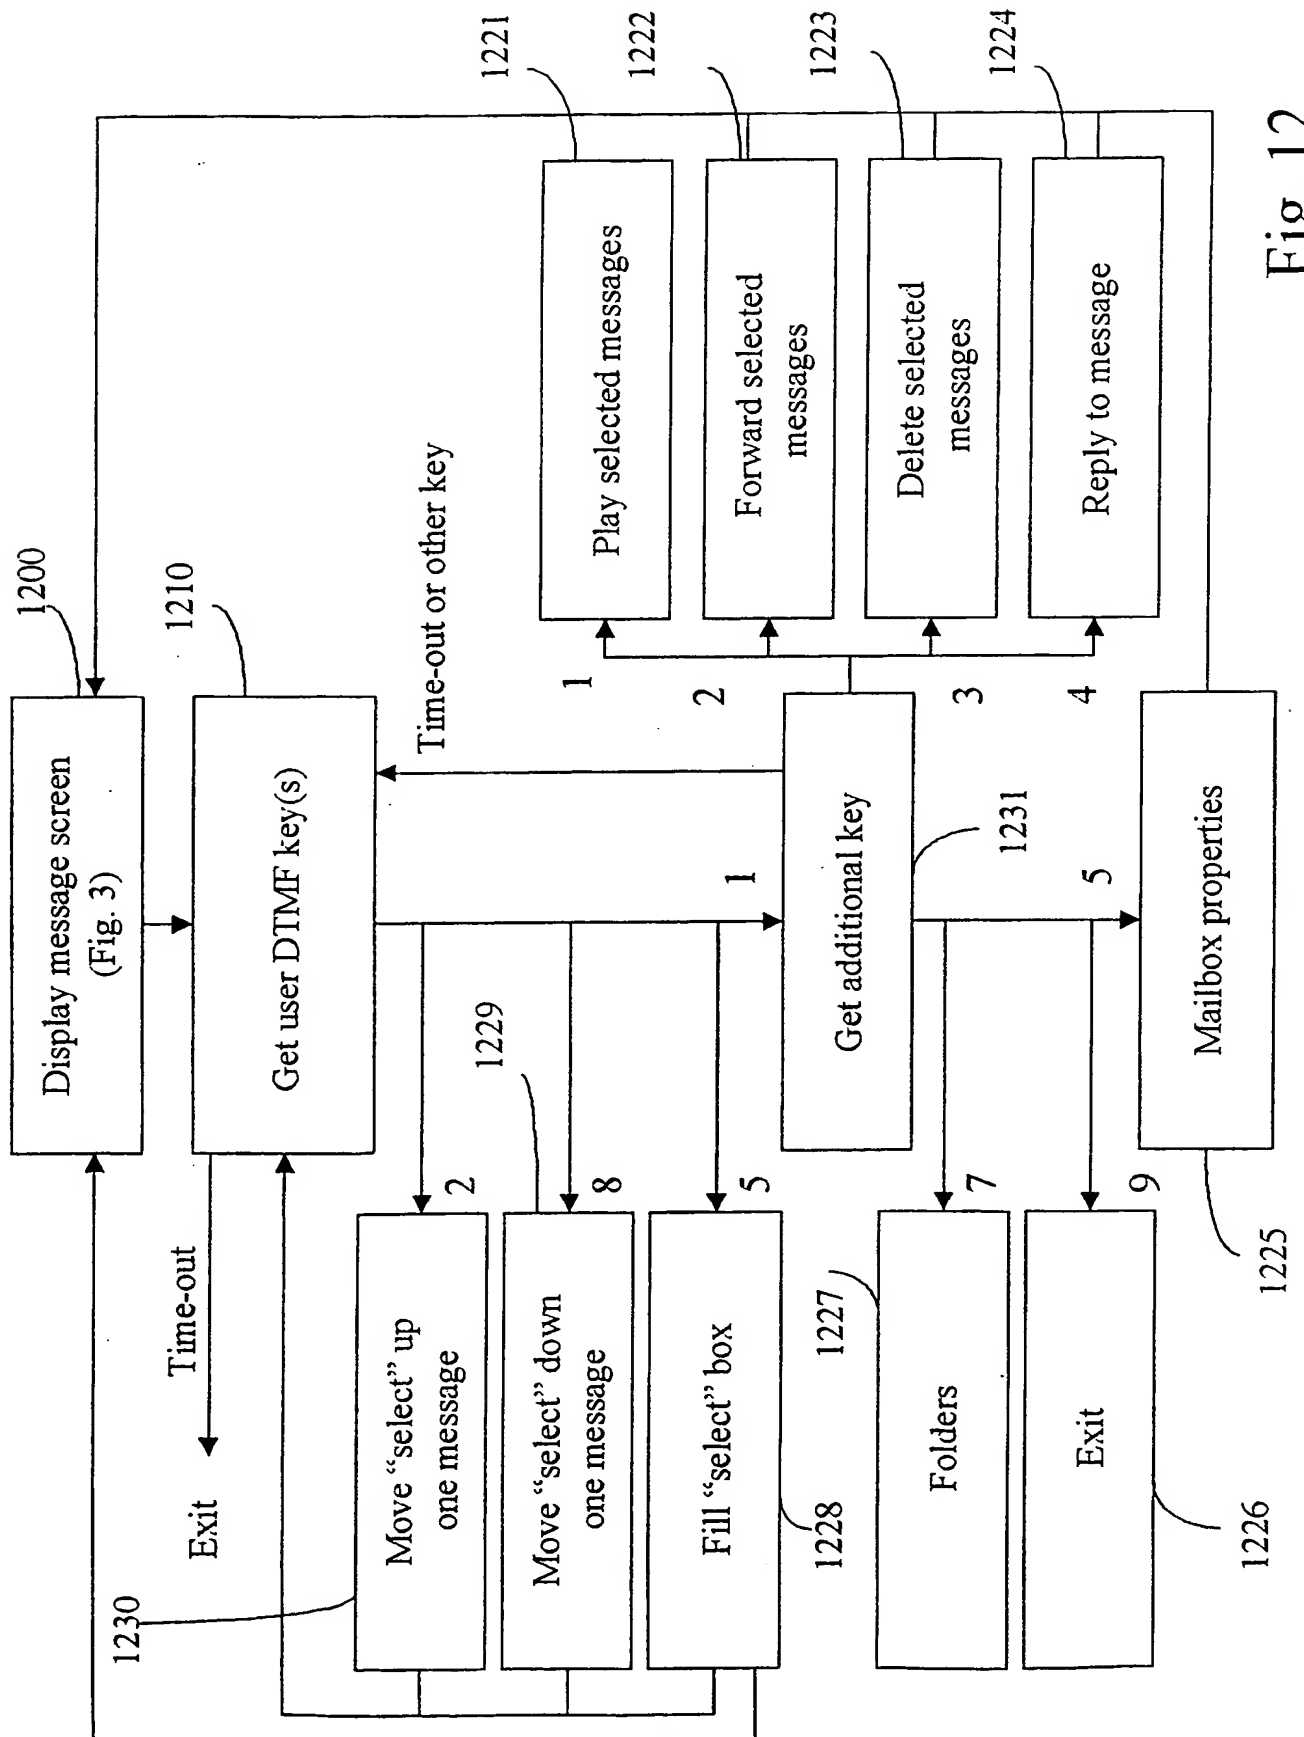 1200
Display message screen
(Fig. 3)
1210
Get user DTMF key(s)
Time-out
Exit
Time-out or other key
1230
Move “select” up
one message
2
1229
Move “select” down
one message
8
Fill “select” box
5
1228
1
Get additional key
1231
1
2
3
4
1221
Play selected messages
1222
Forward selected
messages
1223
Delete selected
messages
1224
Reply to message
1227
Folders
7
Exit
9
1226
5
Mailbox properties
1225
Fig. 12